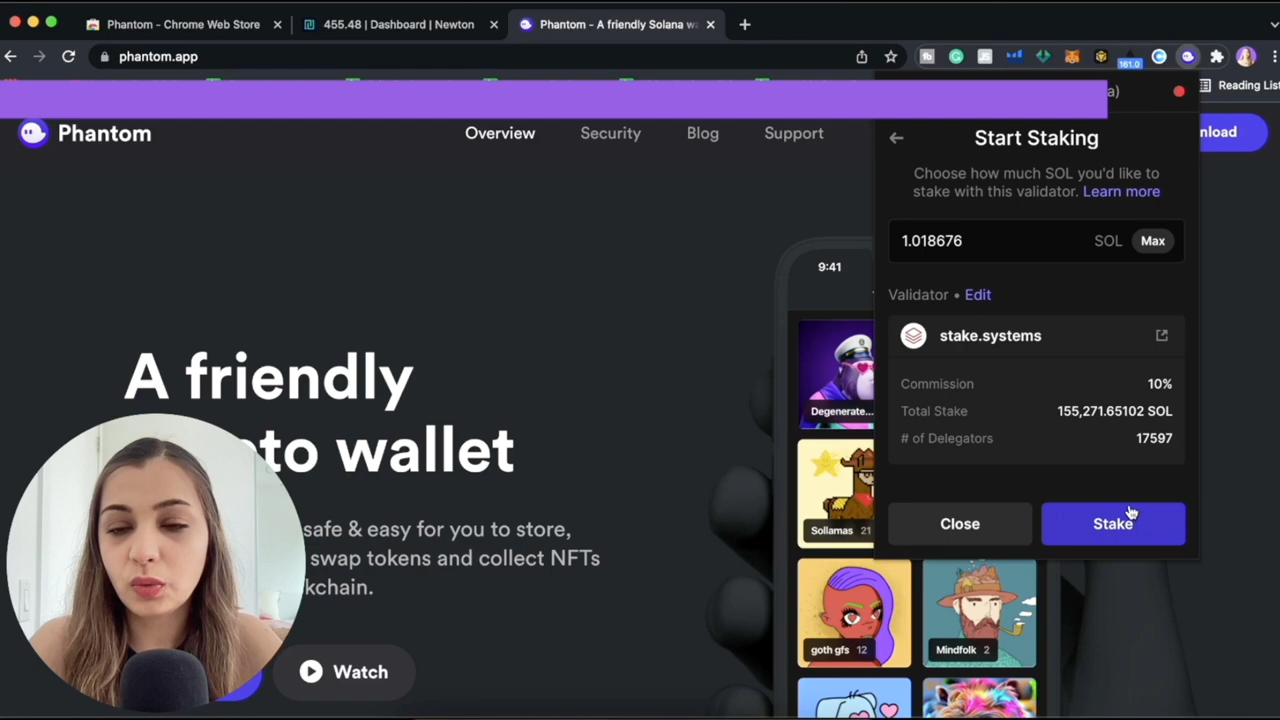 Phantom - Chrome Web Store
455.48 | Dashboard | Newton
Phantom - A friendly Solana wa
phantom.app
161.0
Reading List
a)
Phantom
Overview
Security
Blog
Support
nload
Start Staking
Choose how much SOL you'd like to
stake with this validator. Learn more
1.018676
SOL
Max
Validator • Edit
stake.systems
Commission
10%
Total Stake
155,271.65102 SOL
# of Delegators
17597
Close
Stake
A friendly
to wallet
safe & easy for you to store,
swap tokens and collect NFTs
kchain.
Watch
9:41
Degenerate...
Sollamas 21
goth gfs 12
Mindfolk 2